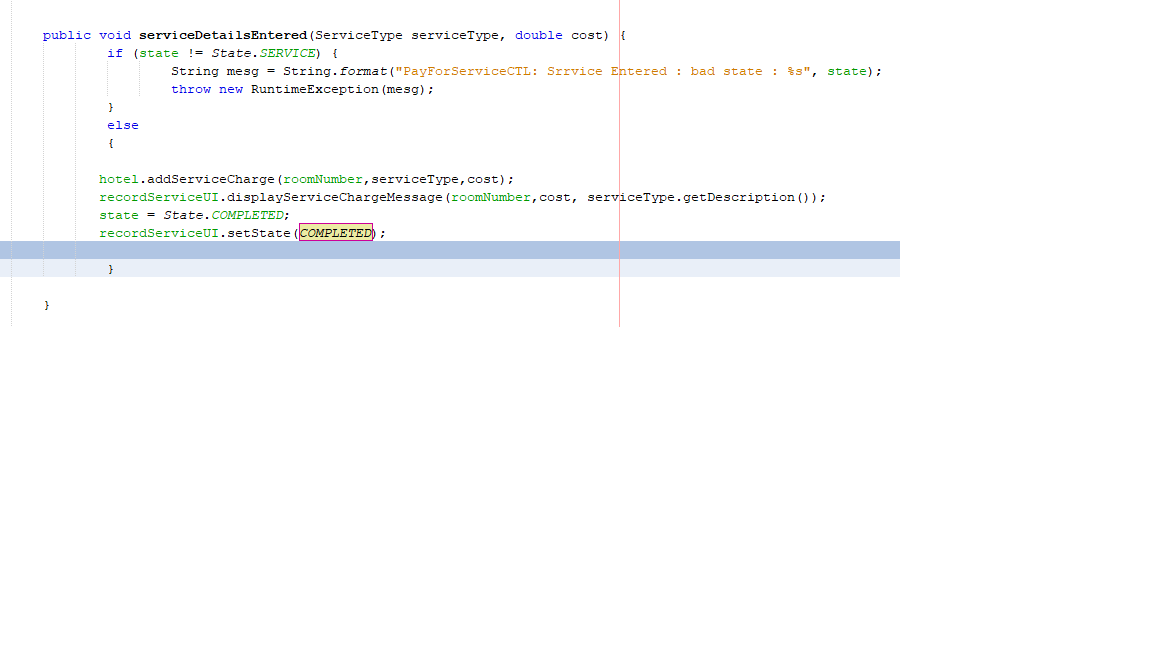 public void serviceDetailsEntered(ServiceType serviceType, double cost) {
if (state != State.SERVICE) {
String mesg = String.format("PayForServiceCTL: Srrvice Entered : bad state : %s", state);
throw new RuntimeException(mesg);
}
else
{
hotel.addServiceCharge(roomNumber,serviceType,cost);
recordServiceUI.displayServiceChargeMessage(roomNumber,cost, serviceType.getDescription());
state = State.COMPLETED;
recordServiceUI.setState(COMPLETED);
}
}